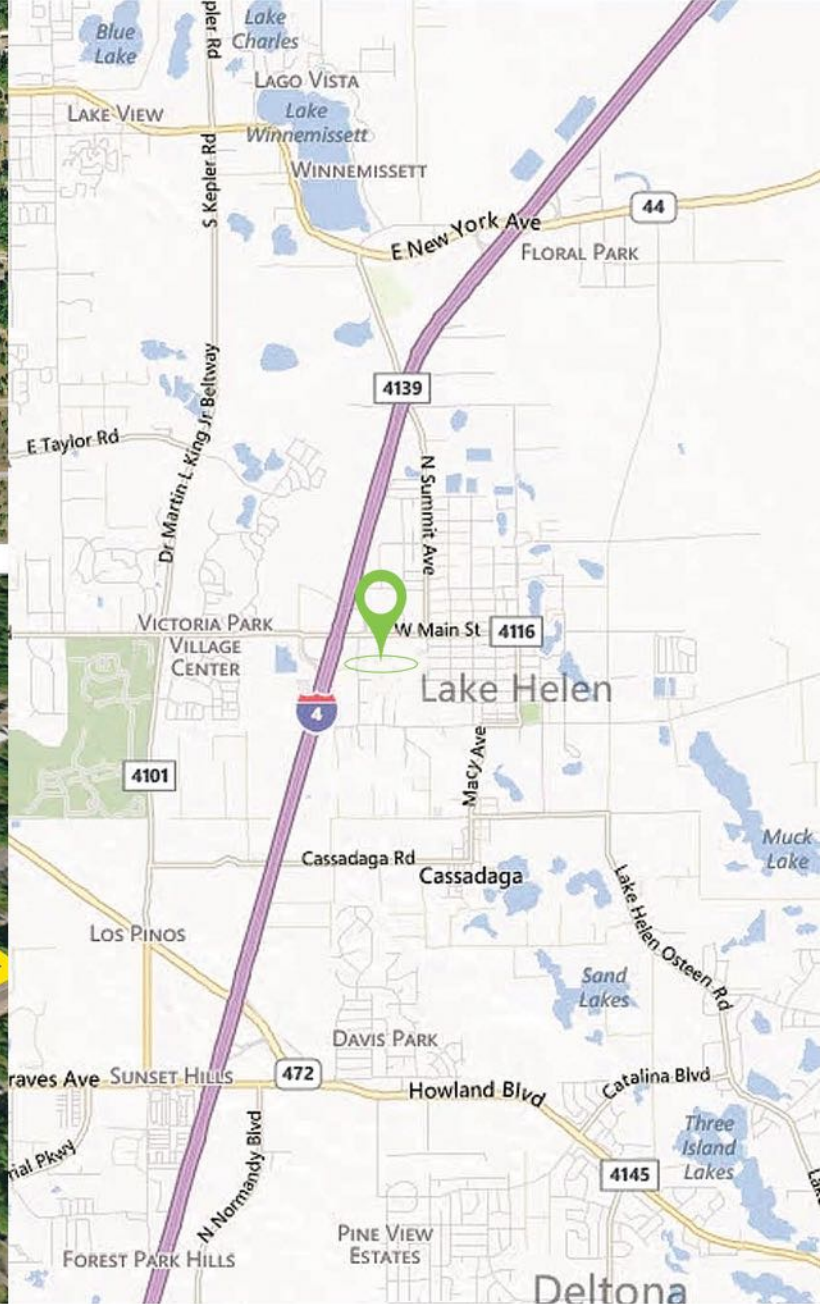 Blue
Lake
Lake
Charles
LAGO VISTA
LAKE VIEW
Lake
Winnemissett
WINNEMISSETT
S Kepler Rd
44
E New York Ave
FLORAL PARK
4139
E Taylor Rd
Dr Martin L King Jr Beltway
N Summit Ave
VICTORIA PARK
VILLAGE
CENTER
W Main St
4116
Lake Helen
4
4101
Macy Ave
Muck
Lake
Cassadaga Rd
Cassadaga
Lake Helen Osteen Rd
LOS PINOS
Sand
Lakes
DAVIS PARK
raves Ave
SUNSET HILLS
472
Howland Blvd
Catalina Blvd
Three
Island
Lakes
rial Pkwy
N Normandy Blvd
4145
PINE VIEW
ESTATES
FOREST PARK HILLS
Deltona